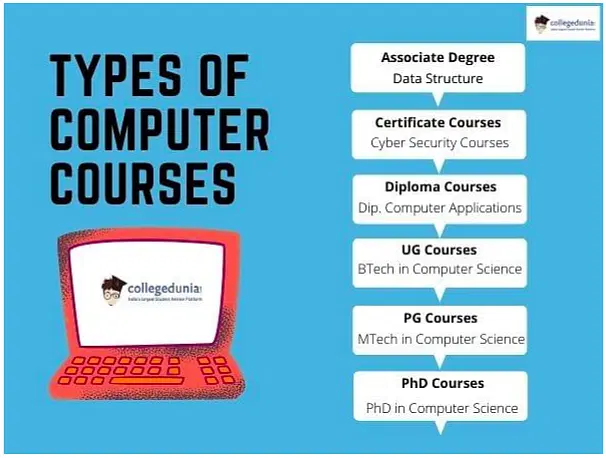 collegedunia
TYPES OF
COMPUTER
COURSES
collegedunia
India's largest Student Review Platform
Associate Degree
Data Structure
Certificate Courses
Cyber Security Courses
Diploma Courses
Dip. Computer Applications
UG Courses
BTech in Computer Science
PG Courses
MTech in Computer Science
PhD Courses
PhD in Computer Science